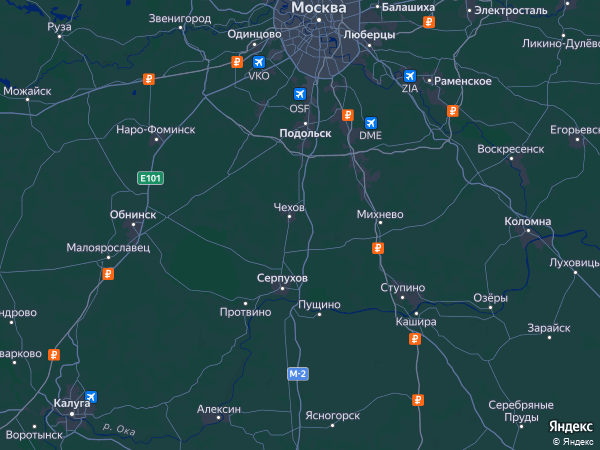 Москва
Балашиха
Электросталь
Звенигород
Руза
Одинцово
Люберцы
Ликино-Дулёво
VKO
ZIA
Раменское
Можайск
OSF
Наро-Фоминск
Подольск
DME
Егорьевск
Воскресенск
E101
Чехов
Обнинск
Михнево
Коломна
Малоярославец
Луховицы
Серпухов
Ступино
Протвино
Пущино
Озёры
Кашира
Зарайск
ндрово
варково
М-2
Калуга
Алексин
Ясногорск
Серебряные
Пруды
Воротынск
р. Ока
Яндекс
© Яндекс